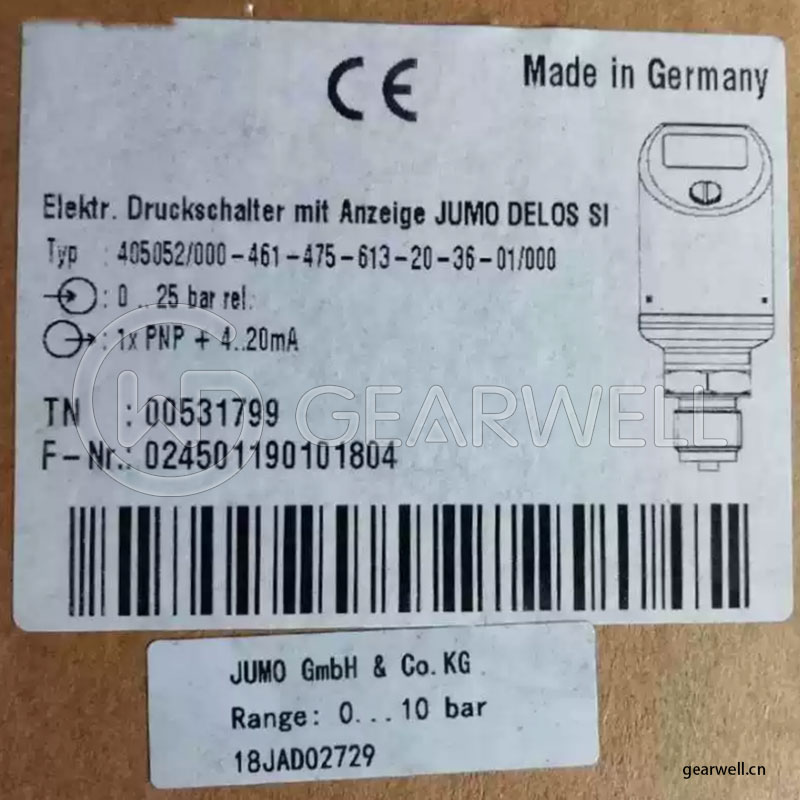 CE
Made in Germany
Elektr. Druckschalter mit Anzeige JUMO DELOS SI
Typ : 405052/000-461-475-613-20-36-01/000
: 0 ..25 bar rel.
: 1x PNP + 4..20mA
GEARWELL
TN : 00531799
F-Nr.: 024501190101804
JUMO GmbH & Co. KG
Range: 0...10 bar
18JAD02729
gearwell.cn